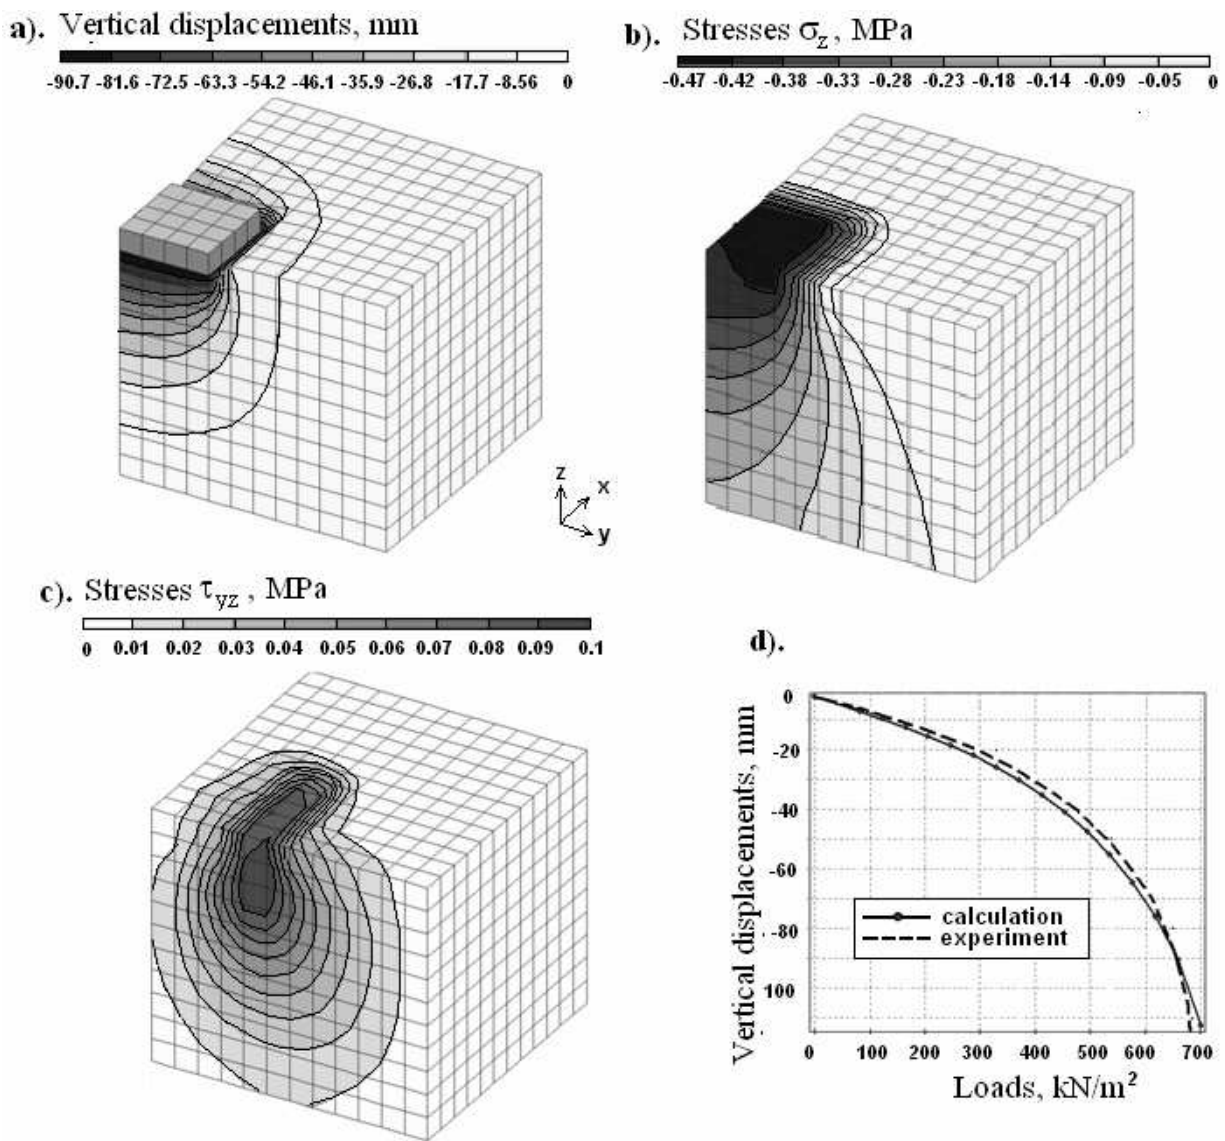 a). Vertical displacements, mm
-90.7 -81.6 -72.5 -63.3 -54.2 -46.1 -35.9 -26.8 -17.7 -8.56 0
b). Stresses σz , MPa
-0.47 -0.42 -0.38 -0.33 -0.28 -0.23 -0.18 -0.14 -0.09 -0.05 0
z
x
y
c). Stresses τyz , MPa
0 0.01 0.02 0.03 0.04 0.05 0.06 0.07 0.08 0.09 0.1
d).
Vertical displacements, mm
0
-20
-40
-60
-80
100
calculation
experiment
0 100 200 300 400 500 600 700
Loads, kN/m²